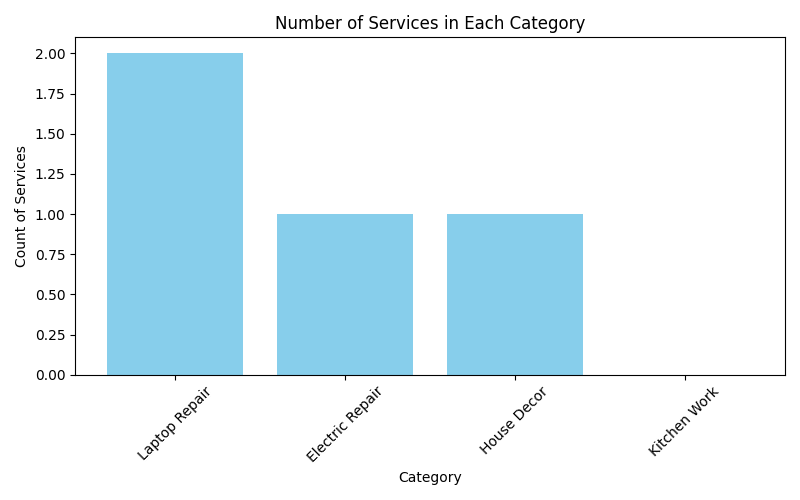 Number of Services in Each Category
2.00
1.75
1.50
1.25
1.00
0.75
0.50
0.25
0.00
Count of Services
Laptop Repair
Electric Repair
House Decor
Kitchen Work
Category